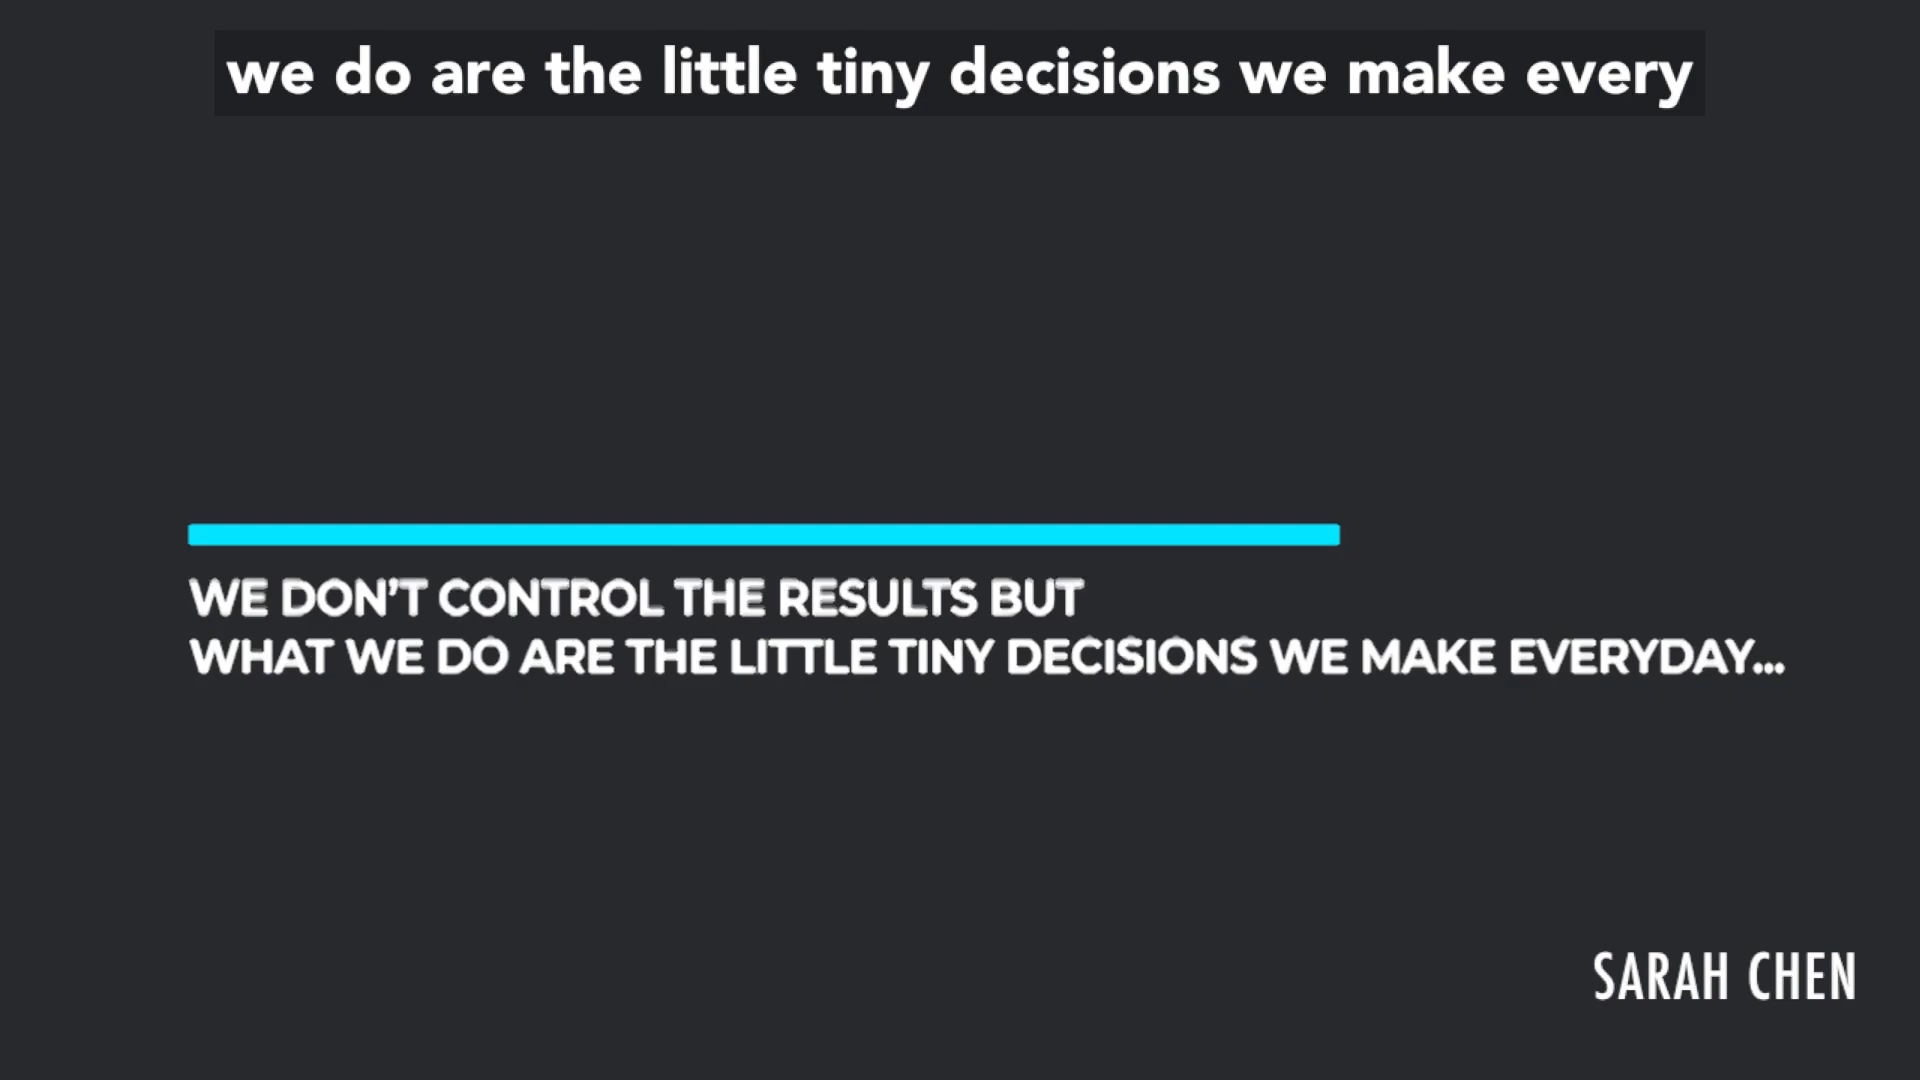 we do are the little tiny decisions we make every
WE DON'T CONTROL THE RESULTS BUT
WHAT WE DO ARE THE LITTLE TINY DECISIONS WE MAKE EVERYDAY...
SARAH CHEN